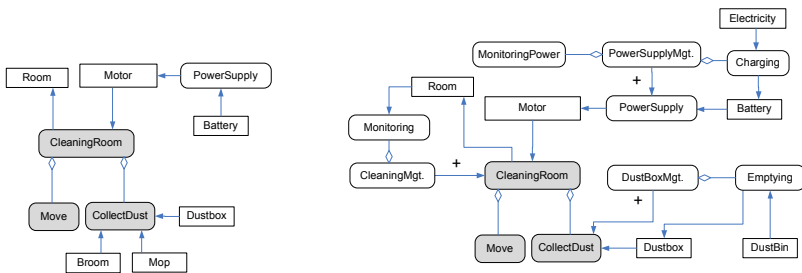 Room
Motor
PowerSupply
Battery
CleaningRoom
Move
CollectDust
Dustbox
Broom
Mop
Electricity
MonitoringPower
PowerSupplyMgt.
Charging
+
Room
Motor
PowerSupply
Battery
Monitoring
CleaningMgt.
+
CleaningRoom
DustBoxMgt.
Emptying
+
Move
CollectDust
Dustbox
DustBin